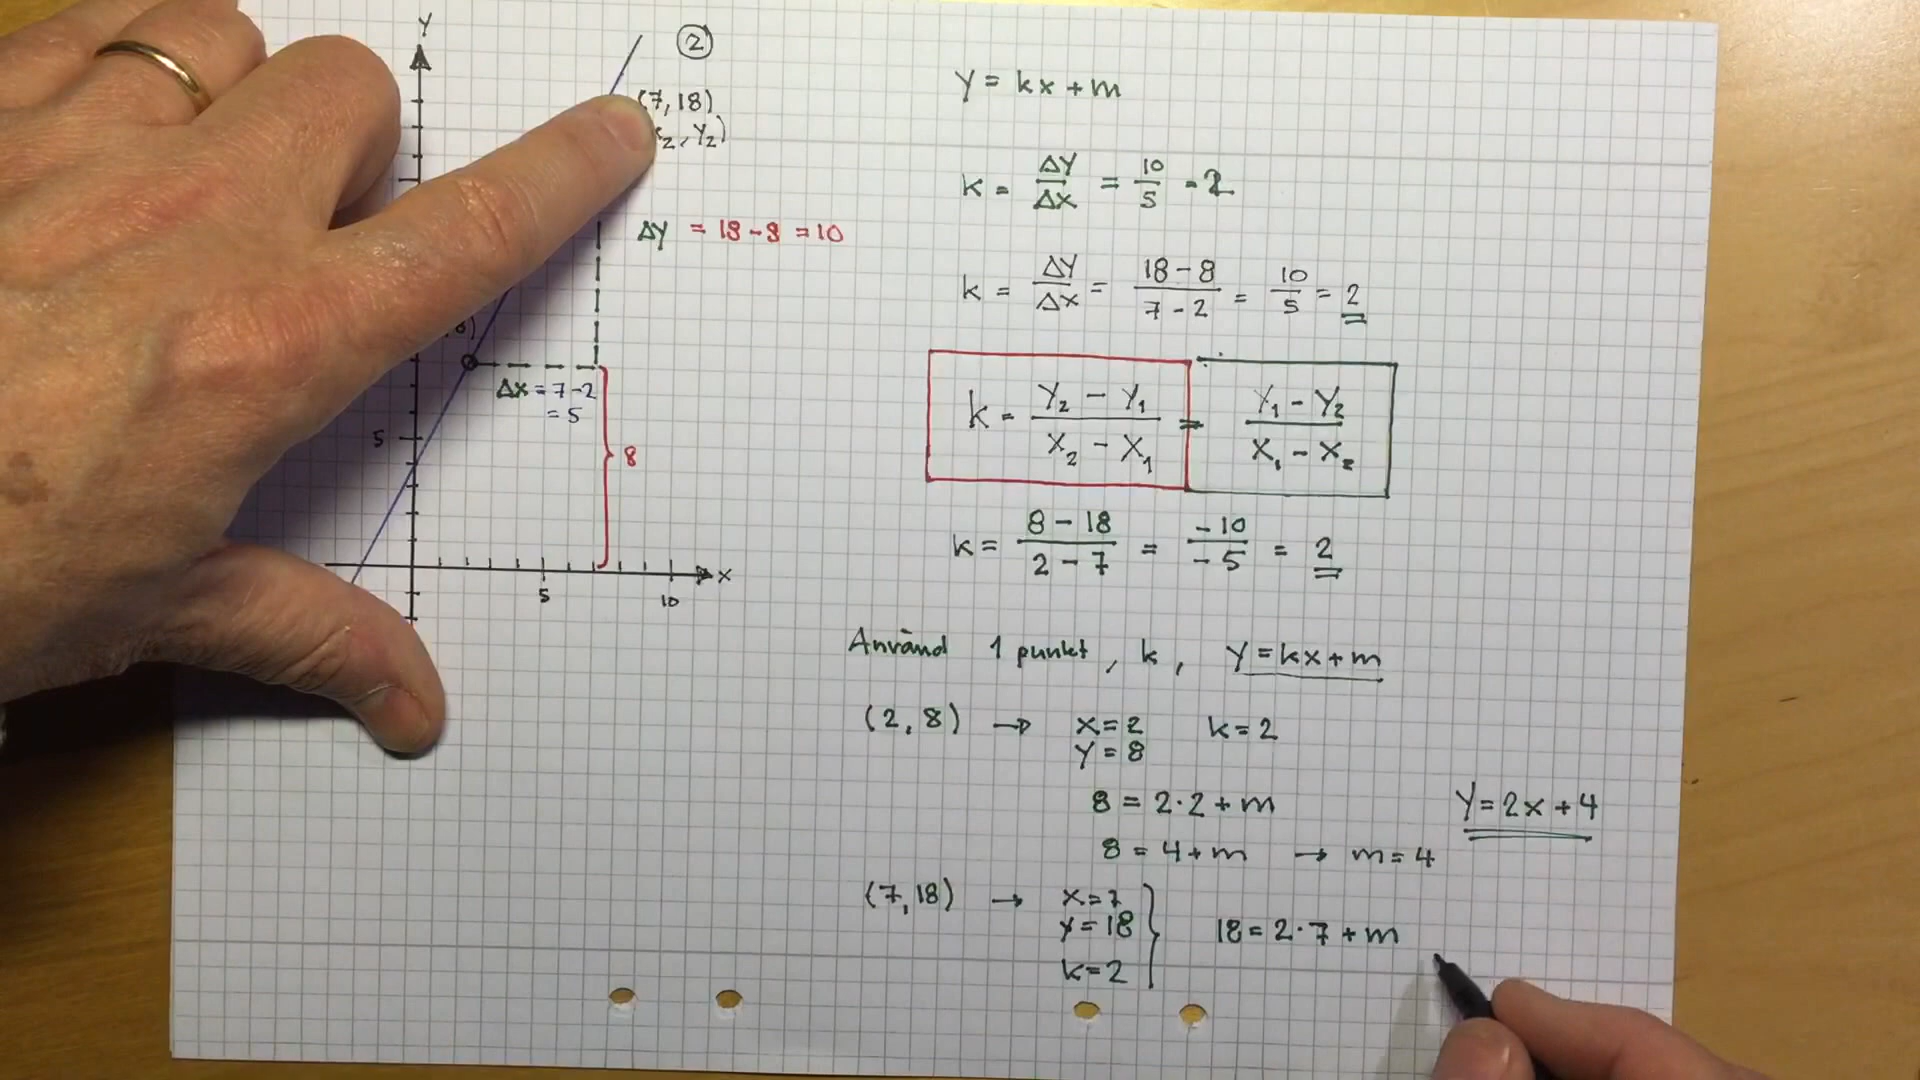 Y
②
(7,18)
2, Y2)
ΔY = 18-8 = 10
8)
Δx = 7-2
= 5
5
8
5
10
x
Y = kx + m
k = ΔY/Δx = 10/5 = 2
k = ΔY/Δx = 18-8/7-2 = 10/5 = 2
k = Y2 - Y1/X2 - X1 = Y1 - Y2/X1 - X2
k = 8 - 18/2 - 7 = -10/-5 = 2
Använd 1 punkt, k, Y = kx + m
(2,8) → x = 2 k = 2
Y = 8
8 = 2·2 + m
Y = 2x + 4
8 = 4 + m → m = 4
(7,18) → x = 7
y = 18
18 = 2·7 + m
k = 2